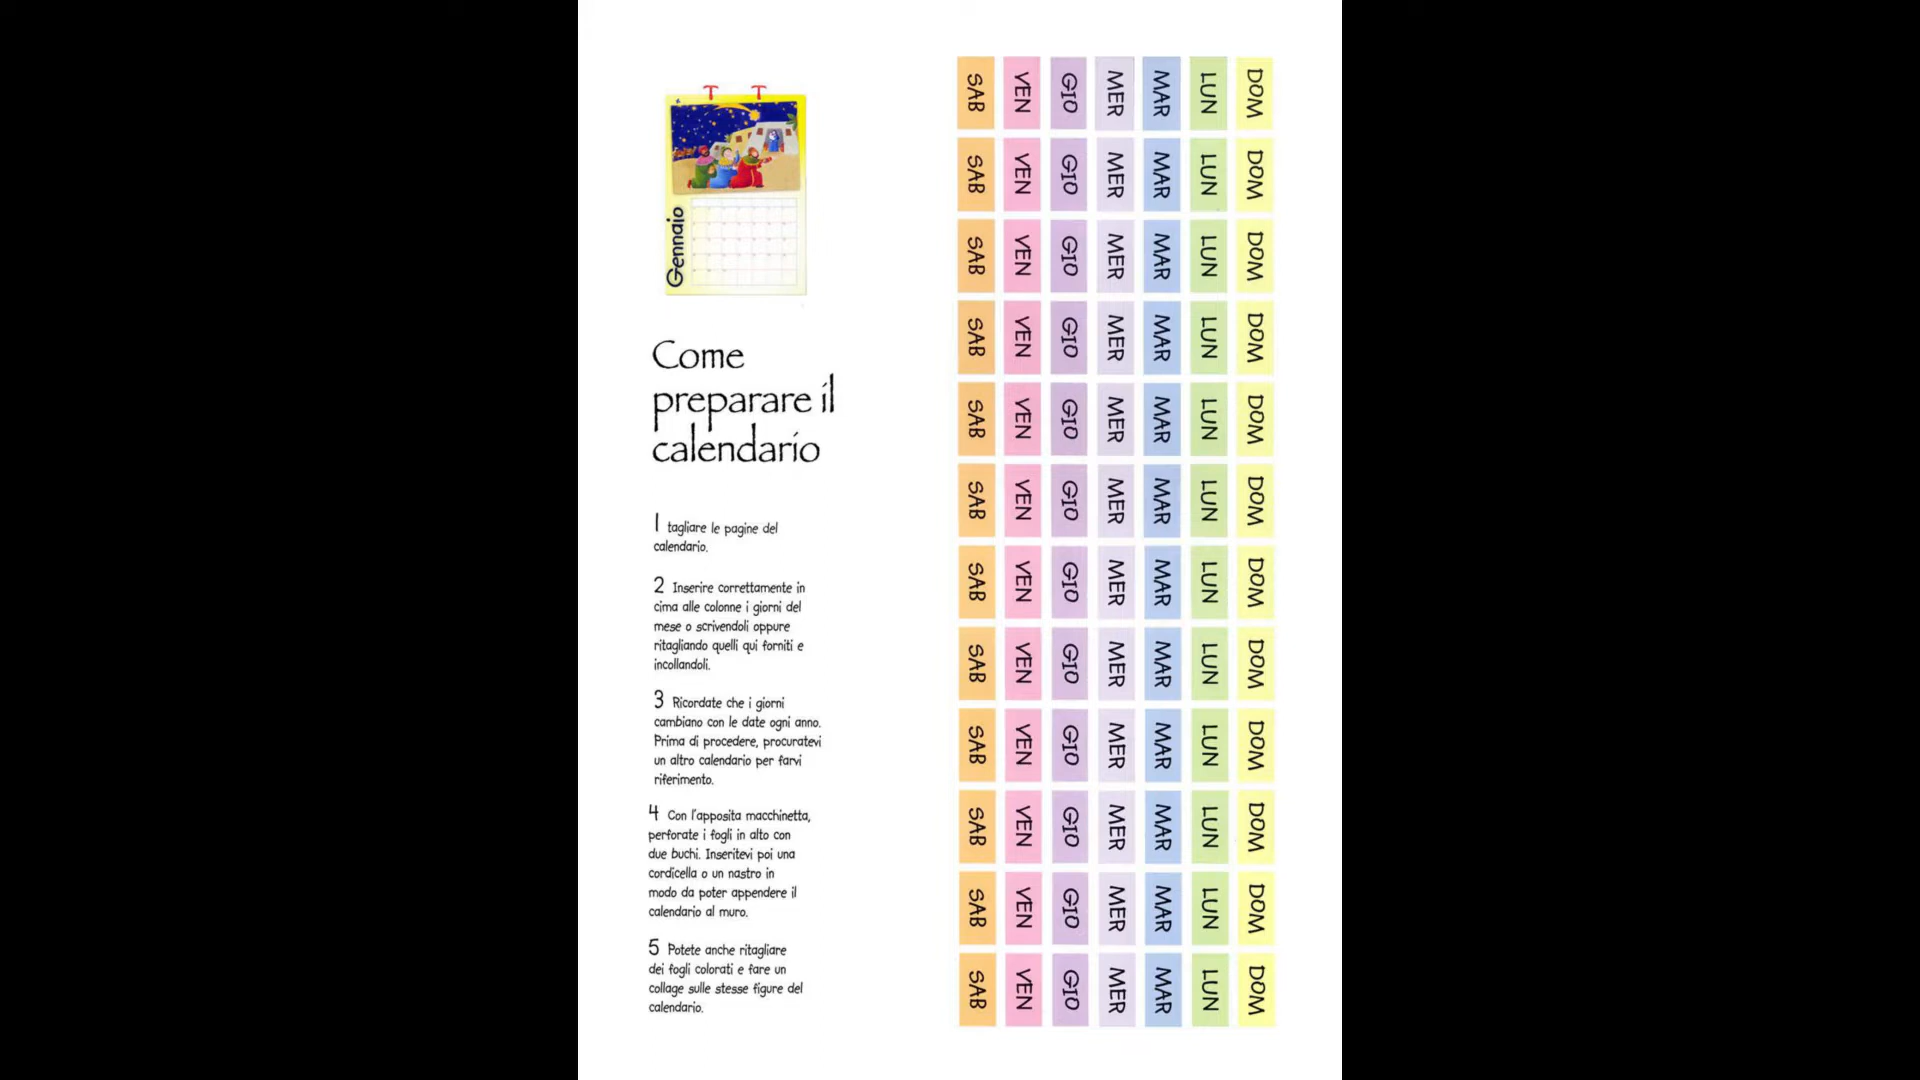 Gennaio
Come
preparare il
calendario
1 tagliare le pagine del
calendario.
2 Inserire correttamente in
cima alle colonne i giorni del
mese o scrivendoli oppure
ritagliando quelli qui forniti e
incollandoli.
3 Ricordate che i giorni
cambiano con le date ogni anno.
Prima di procedere, procuratevi
un altro calendario per farvi
riferimento.
4 Con l'apposita macchinetta,
perforate i fogli in alto con
due buchi. Inseritevi poi una
cordicella o un nastro in
modo da poter appendere il
calendario al muro.
5 Potete anche ritagliare
dei fogli colorati e fare un
collage sulle stesse figure del
calendario.
SAB VEN GIO MER MAR LUN DOM
SAB VEN GIO MER MAR LUN DOM
SAB VEN GIO MER MAR LUN DOM
SAB VEN GIO MER MAR LUN DOM
SAB VEN GIO MER MAR LUN DOM
SAB VEN GIO MER MAR LUN DOM
SAB VEN GIO MER MAR LUN DOM
SAB VEN GIO MER MAR LUN DOM
SAB VEN GIO MER MAR LUN DOM
SAB VEN GIO MER MAR LUN DOM
SAB VEN GIO MER MAR LUN DOM
SAB VEN GIO MER MAR LUN DOM